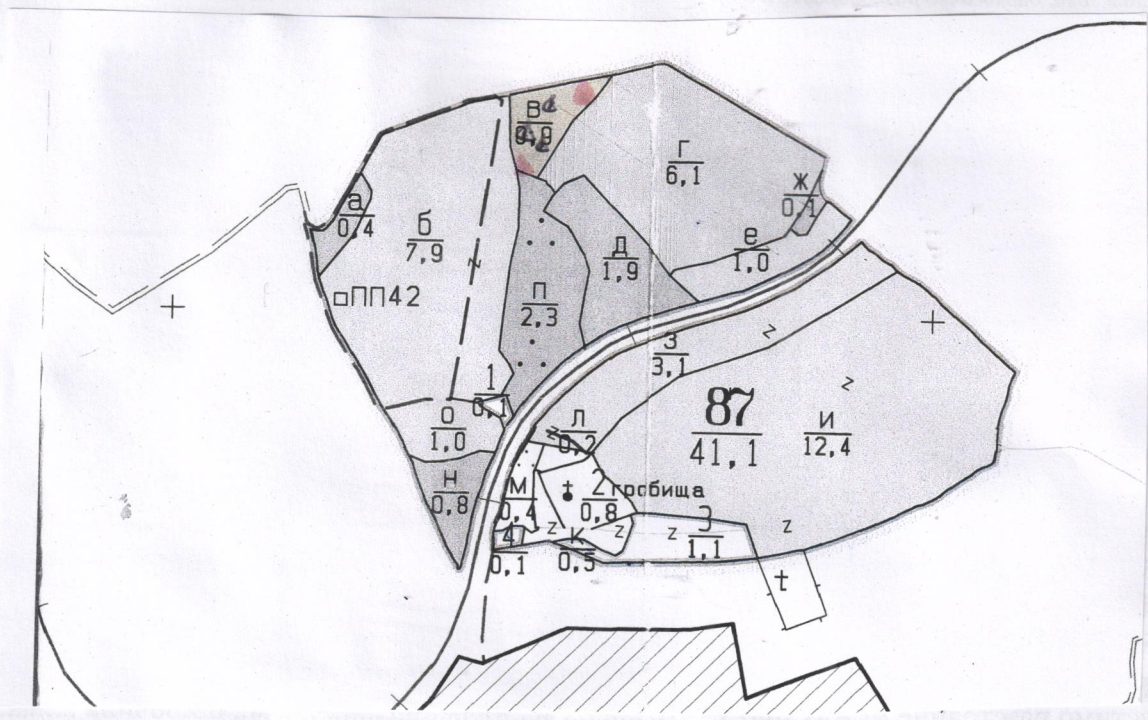 В
0,9
Г
6,1
Ж
0,1
а
0,4
б
7,9
Д
1,9
е
1,0
П
2,3
□ПП42
z
z
З
3,1
z
1
0,1
87
41,1
И
12,4
О
1,0
Л
0,2
z
Н
0,8
М
0,4
2 гробища
0,8
z
К
0,5
z
z
3
1,1
z
4
0,1
t